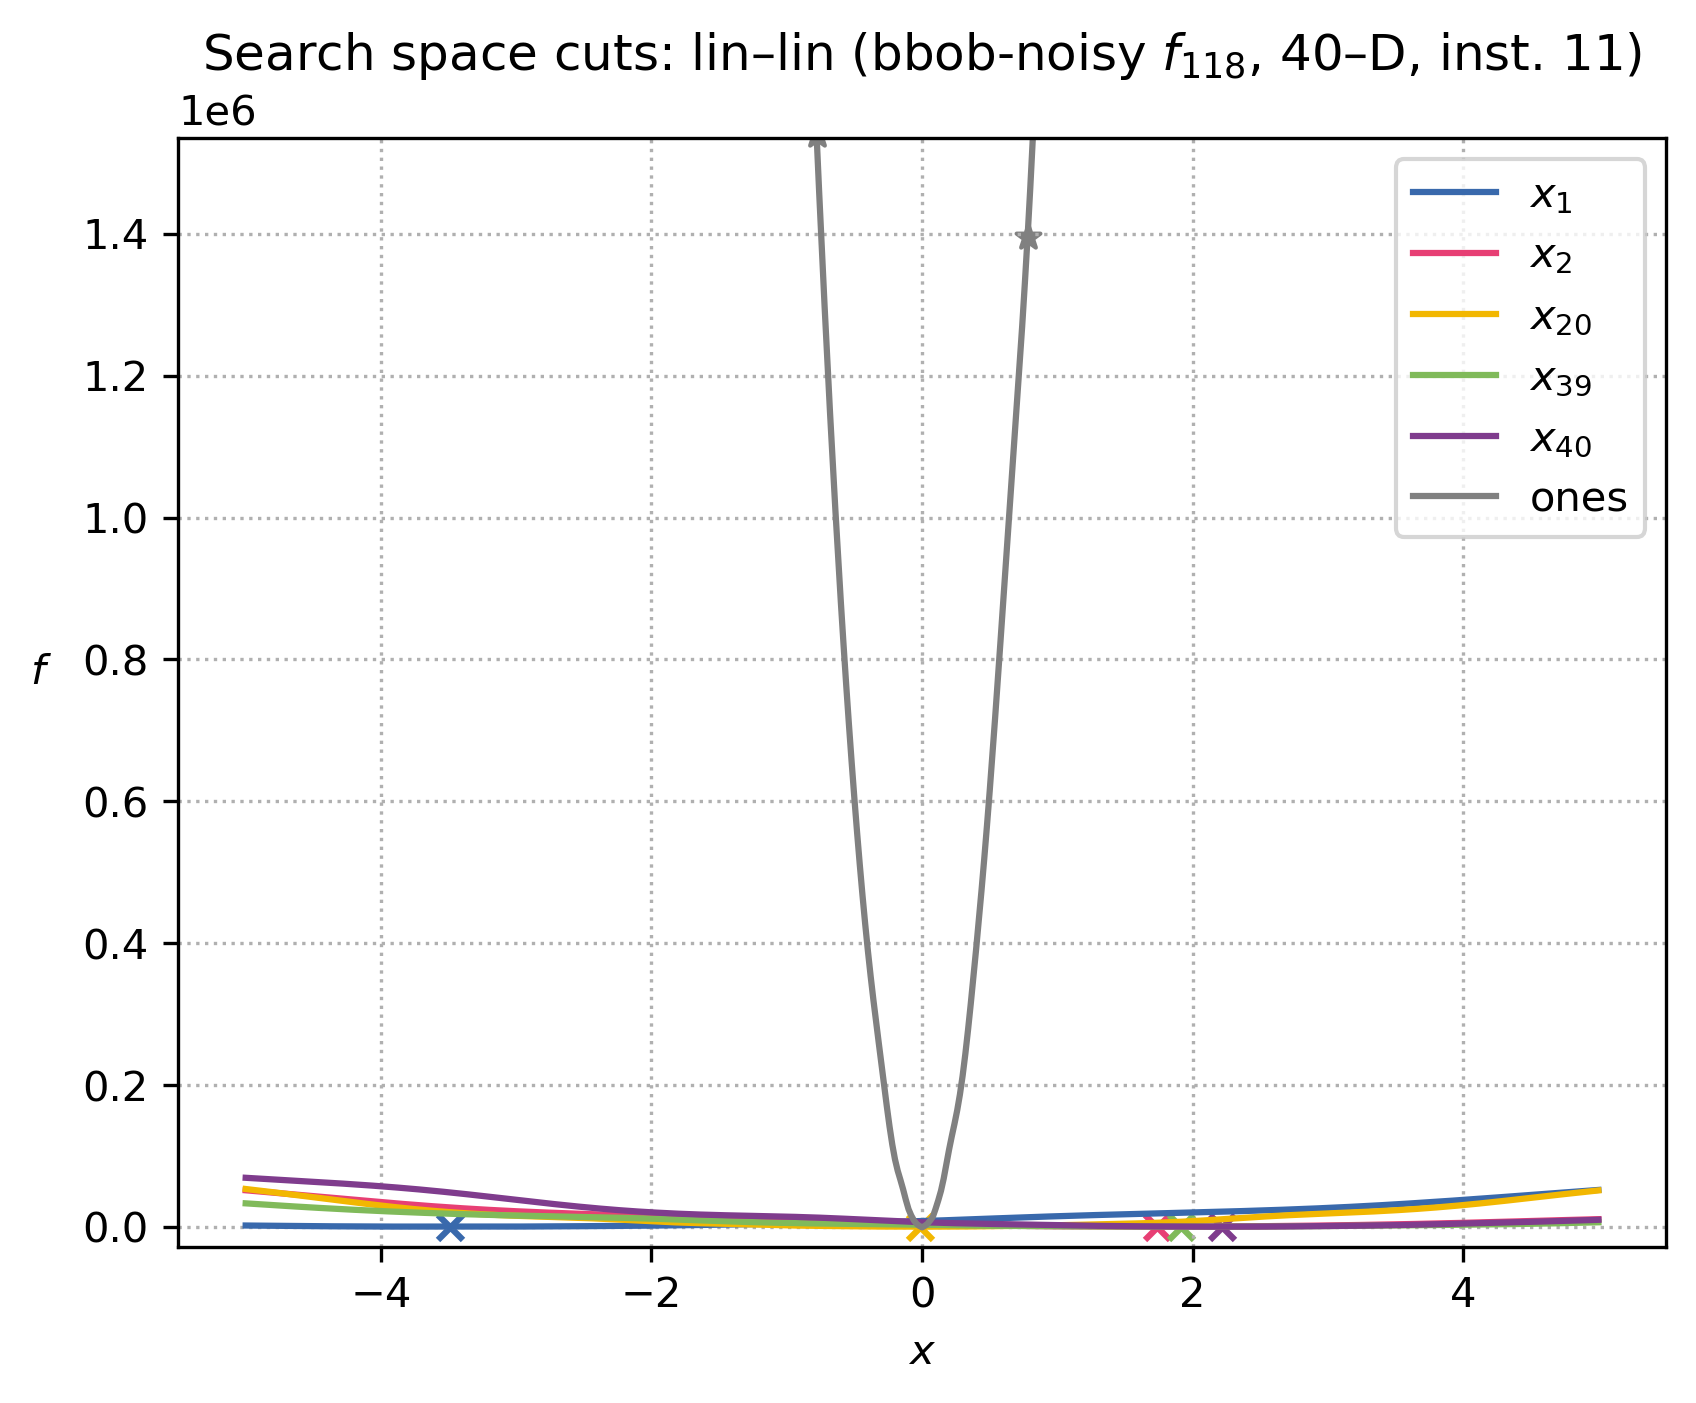 Search space cuts: lin–lin (bbob-noisy f₁₁₈, 40–D, inst. 11)
1e6
x₁
x₂
x₂₀
x₃₉
x₄₀
ones
1.4
1.2
1.0
0.8
0.6
0.4
0.2
0.0
f
−4 −2 0 2 4
x